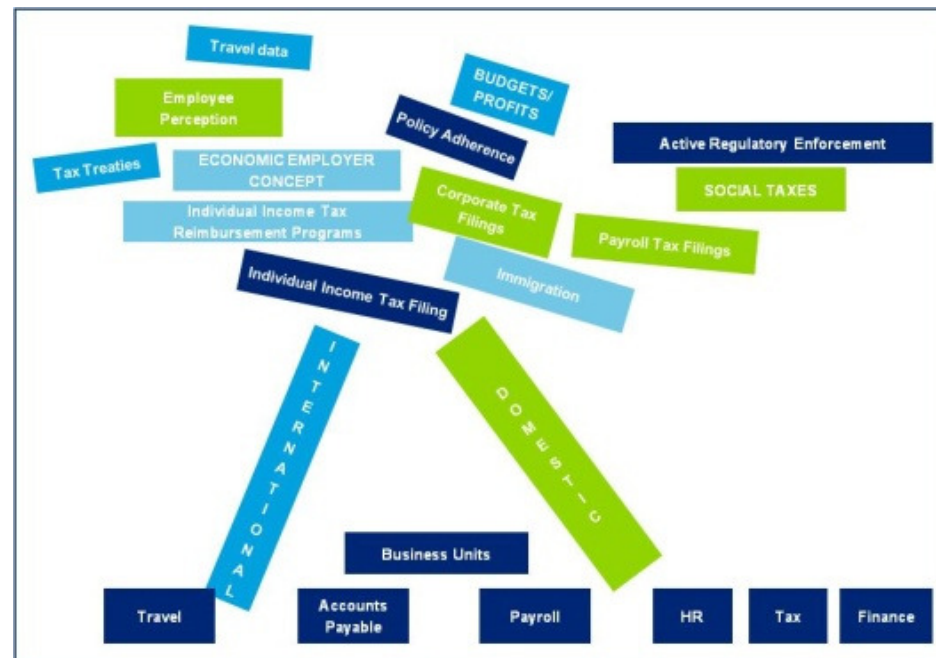 Travel data
BUDGETS/
PROFITS
Employee
Perception
Policy Adherence
Active Regulatory Enforcement
Tax Treaties
ECONOMIC EMPLOYER
CONCEPT
SOCIAL TAXES
Corporate Tax
Filings
Individual Income Tax
Reimbursement Programs
Payroll Tax Filings
Immigration
Individual Income Tax Filing
INTERNATIONAL
DOMESTIC
Business Units
Travel
Accounts
Payable
Payroll
HR
Tax
Finance